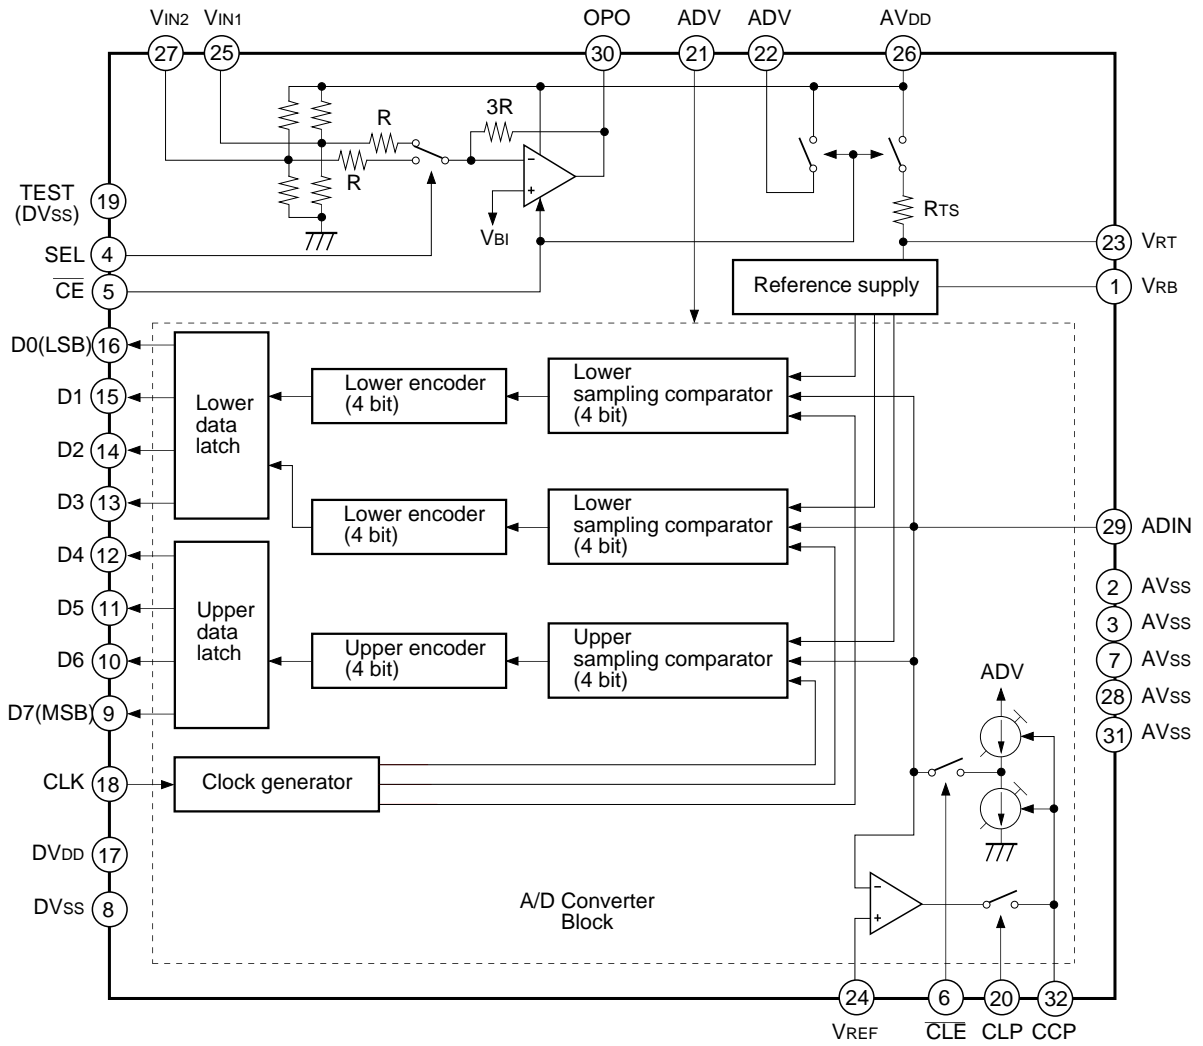 VIN2 VIN1 OPO ADV ADV AVDD
27 25 30 21 22 26
3R
R
R
RTS
TEST
(DVSS)
19
VBI
SEL 4
CE 5
23 VRT
1 VRB
Reference supply
D0(LSB) 16
D1 15
D2 14
D3 13
D4 12
D5 11
D6 10
D7(MSB) 9
CLK 18
DVDD 17
DVSS 8
Lower
data
latch
Lower encoder
(4 bit)
Lower
sampling comparator
(4 bit)
Lower encoder
(4 bit)
Lower
sampling comparator
(4 bit)
Upper
data
latch
Upper encoder
(4 bit)
Upper
sampling comparator
(4 bit)
Clock generator
29 ADIN
2 AVSS
3 AVSS
7 AVSS
28 AVSS
31 AVSS
ADV
− +
− +
A/D Converter
Block
24 6 20 32
VREF CLE CLP CCP